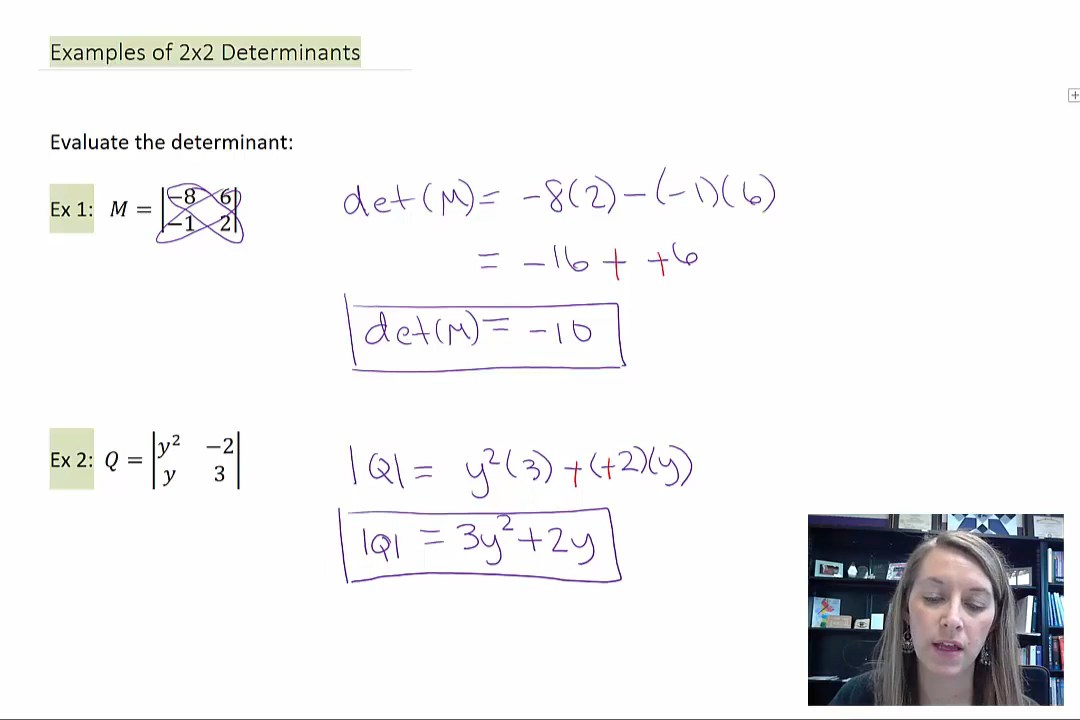 Examples of 2x2 Determinants
Evaluate the determinant:
Ex 1: M = |−8 6|
|−1 2|
det(M) = -8(2) - (-1)(6)
= -16 + +6
det(M) = -10
Ex 2: Q = |y² −2|
|y 3|
|Q| = y²(3) + (+2)(y)
|Q| = 3y² + 2y